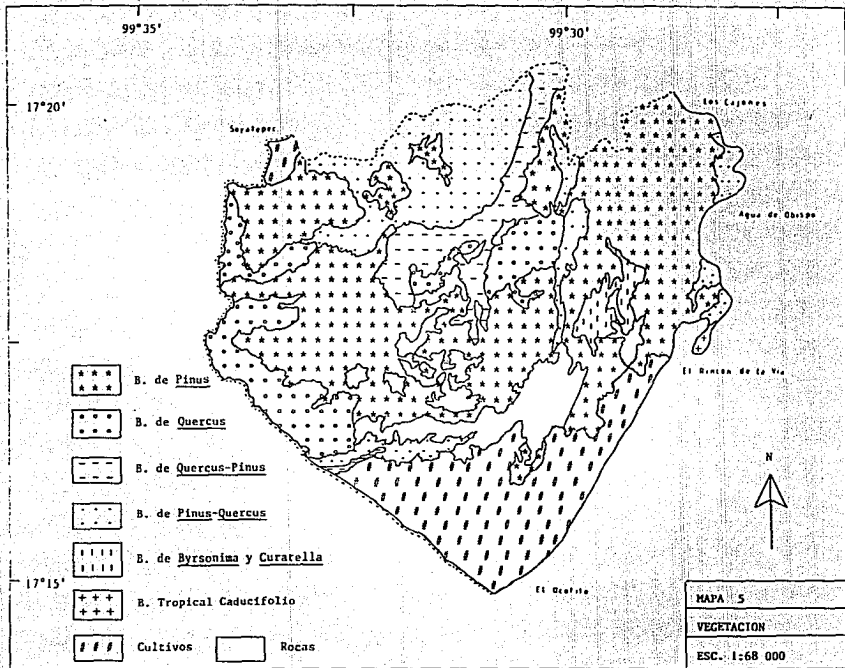 99°35'
99°30'
17°20'
Los Cajones
Soyatepec
Agua de Obispo
El Rincon de La Via
B. de Pinus
B. de Quercus
B. de Quercus-Pinus
B. de Pinus-Quercus
B. de Byrsonima y Curatella
B. Tropical Caducifolio
Cultivos
Rocas
N
17°15'
El Ocotito
MAPA 5
VEGETACION
ESC. 1:68 000